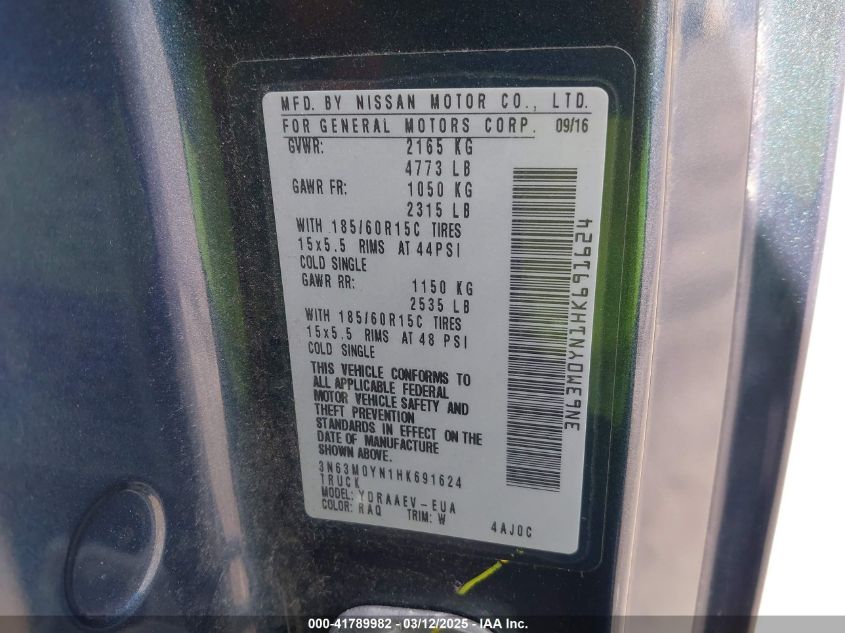 MFD. BY NISSAN MOTOR CO., LTD.
FOR GENERAL MOTORS CORP. 09/16
GVWR: 2165 KG
4773 LB
GAWR FR: 1050 KG
2315 LB
WITH 185/60R15C TIRES
15x5.5 RIMS AT 44PSI
COLD SINGLE
GAWR RR: 1150 KG
2535 LB
WITH 185/60R15C TIRES
15x5.5 RIMS AT 48 PSI
COLD SINGLE
THIS VEHICLE CONFORMS TO
ALL APPLICABLE FEDERAL
MOTOR VEHICLE SAFETY AND
THEFT PREVENTION
STANDARDS IN EFFECT ON THE
DATE OF MANUFACTURE
SHOWN ABOVE.
3N63M0YN1HK691624
TRUCK
MODEL: YDRAAEV-EUA
COLOR: RAQ TRIM: W
4AJ0C
3N63M0YN1HK691624
000-41789982 - 03/12/2025 - IAA Inc.